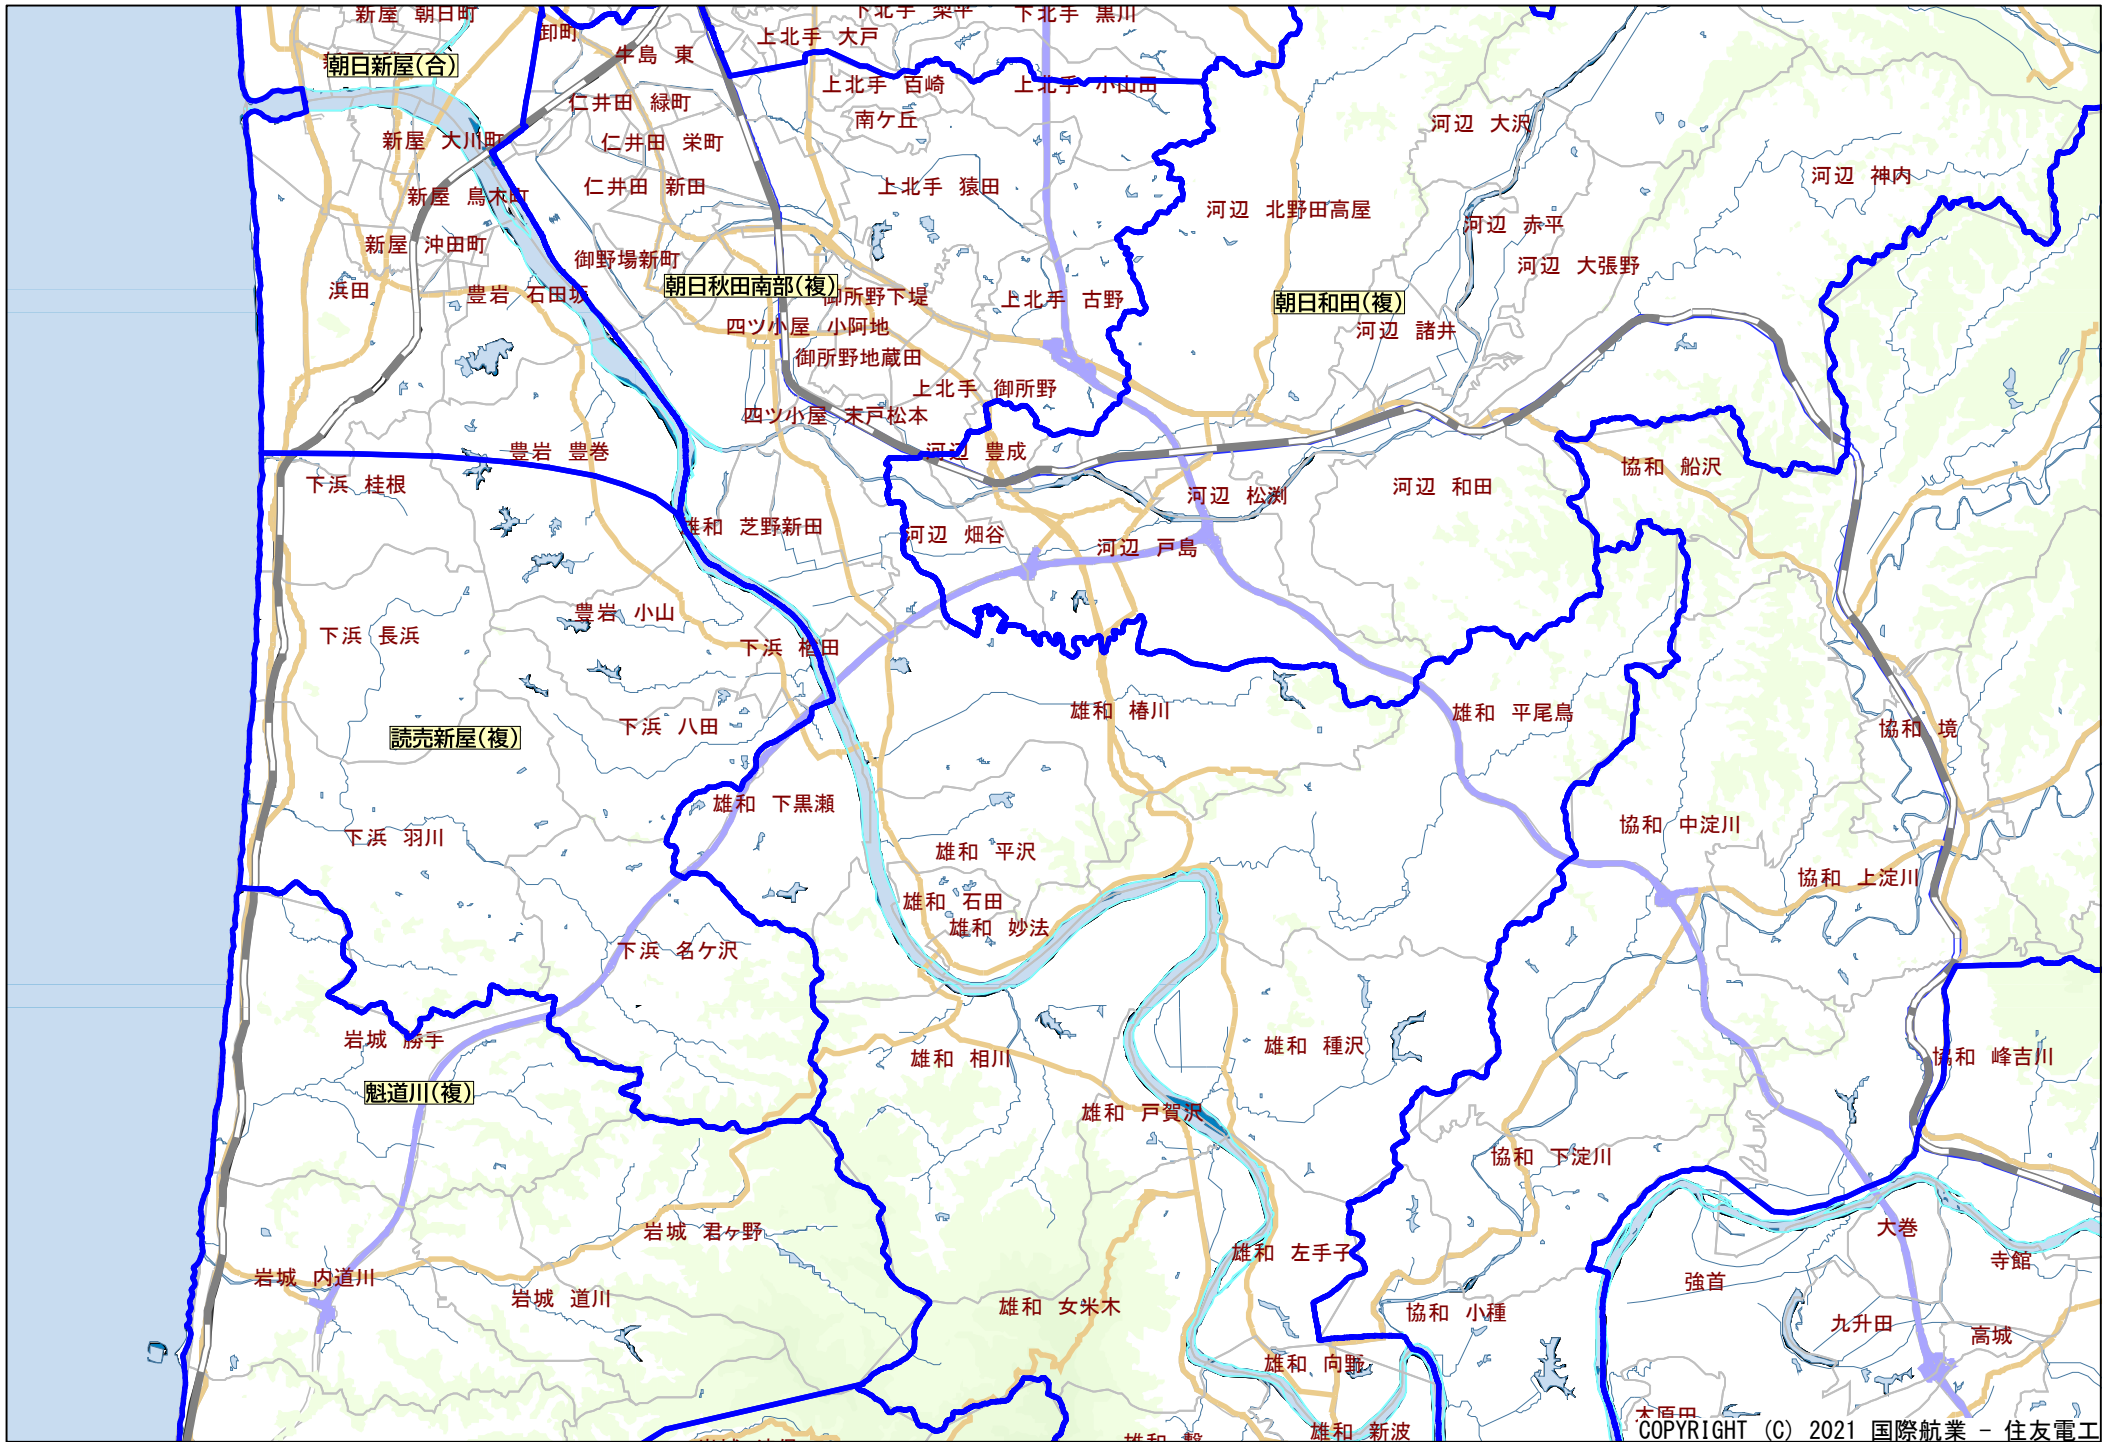 新屋 朝日町
下北手 梨平
下北手 黒川
卸町
上北手 大戸
牛島 東
朝日新屋(合)
上北手 百崎
上北手 小山田
仁井田 緑町
南ケ丘
河辺 大沢
新屋 大川町
仁井田 栄町
河辺 神内
仁井田 新田
上北手 猿田
新屋 鳥木町
河辺 北野田高屋
河辺 赤平
新屋 沖田町
御野場新町
河辺 大張野
浜田
豊岩 石田坂
朝日秋田南部(複)
御所野下堤
上北手 古野
朝日和田(複)
四ツ小屋 小阿地
河辺 諸井
御所野地蔵田
上北手 御所野
四ツ小屋 末戸松本
豊岩 豊巻
河辺 豊成
協和 船沢
下浜 桂根
河辺 松渕
河辺 和田
雄和 芝野新田
河辺 畑谷
河辺 戸島
豊岩 小山
下浜 長浜
下浜 楢田
雄和 椿川
雄和 平尾鳥
下浜 八田
協和 境
読売新屋(複)
雄和 下黒瀬
協和 中淀川
下浜 羽川
雄和 平沢
協和 上淀川
雄和 石田
雄和 妙法
下浜 名ケ沢
岩城 勝手
雄和 相川
雄和 種沢
協和 峰吉川
魁道川(複)
雄和 戸賀沢
協和 下淀川
岩城 君ヶ野
大巻
雄和 左手子
寺館
岩城 内道川
強首
岩城 道川
雄和 女米木
協和 小種
九升田
高城
雄和 向野
木原田
雄和 新波
COPYRIGHT (C) 2021 国際航業 - 住友電工